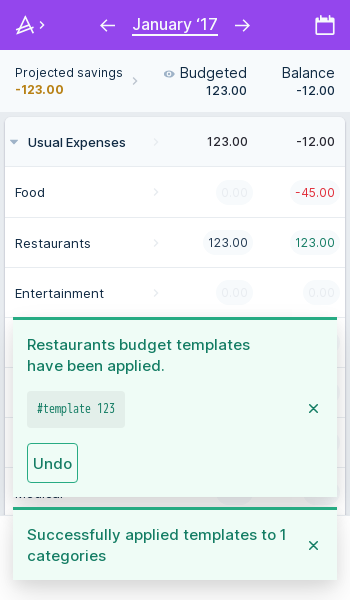 January ‘17
Projected savings
-123.00
Budgeted
123.00
Balance
-12.00
Usual Expenses 123.00 -12.00
Food 0.00 -45.00
Restaurants 123.00 123.00
Entertainment 0.00 0.00
Restaurants budget templates
have been applied.
#template 123
Undo
Successfully applied templates to 1
categories